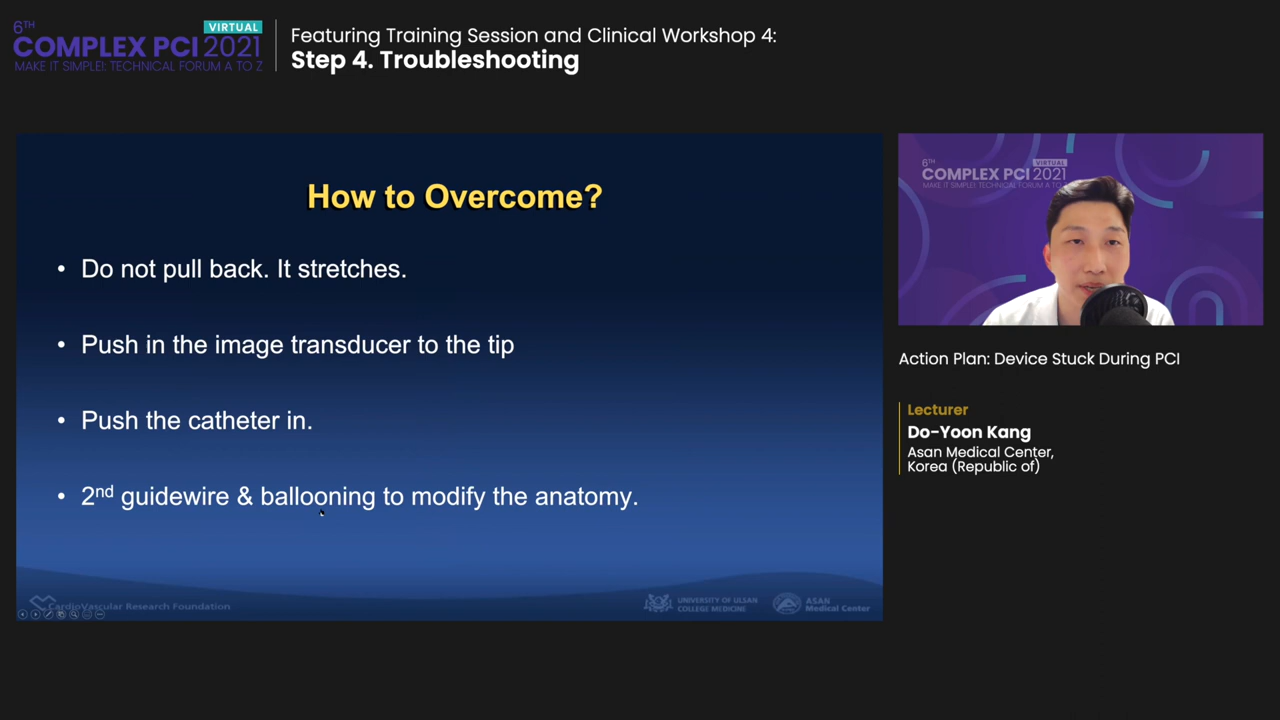 6TH
VIRTUAL
COMPLEX PCI 2021
MAKE IT SIMPLE!: TECHNICAL FORUM A TO Z
Featuring Training Session and Clinical Workshop 4:
Step 4. Troubleshooting
How to Overcome?
• Do not pull back. It stretches.
• Push in the image transducer to the tip
• Push the catheter in.
• 2nd guidewire & ballooning to modify the anatomy.
CardioVascular Research Foundation
UNIVERSITY OF ULSAN
COLLEGE MEDICINE
ASAN
Medical Center
6TH
VIRTUAL
COMPLEX PCI 2021
MAKE IT SIMPLE!: TECHNICAL FORUM A TO Z
Action Plan: Device Stuck During PCI
Lecturer
Do-Yoon Kang
Asan Medical Center,
Korea (Republic of)